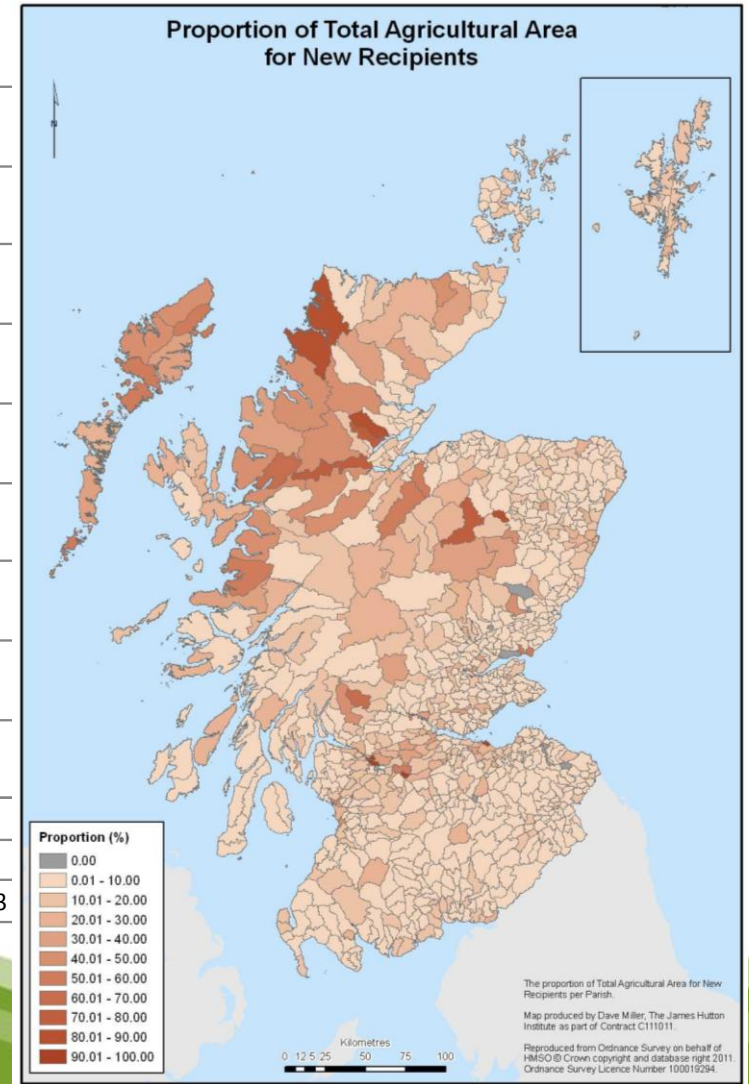 Proportion of Total Agricultural Area
for New Recipients
N
Proportion (%)
0.00
0.01 - 10.00
10.01 - 20.00
20.01 - 30.00
30.01 - 40.00
40.01 - 50.00
50.01 - 60.00
60.01 - 70.00
70.01 - 80.00
80.01 - 90.00
90.01 - 100.00
3
Kilometres
0 12.5 25 50 75 100
The proportion of Total Agricultural Area for New
Recipients per Parish.
Map produced by Dave Miller, The James Hutton
Institute as part of Contract C111011.
Reproduced from Ordnance Survey on behalf of
HMSO © Crown copyright and database right 2011.
Ordnance Survey Licence Number 100019294.